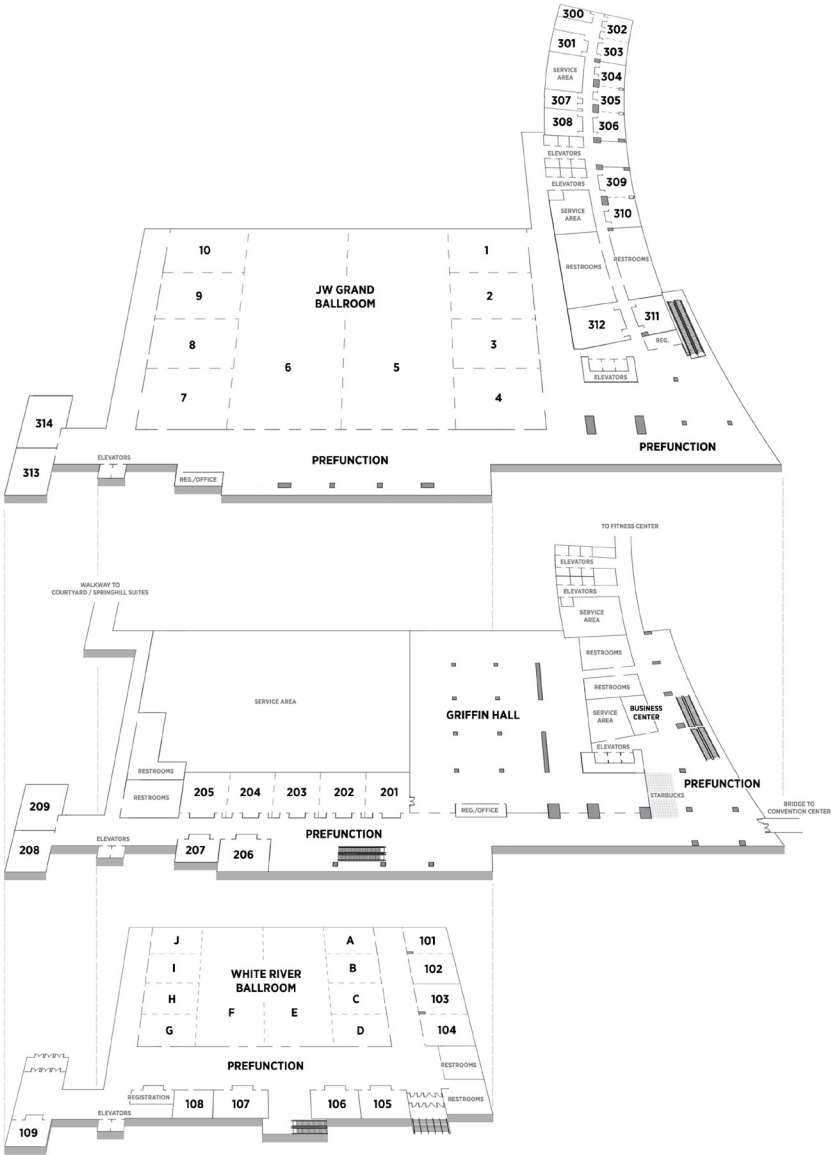 300
302
301
303
SERVICE
AREA
304
307
305
308
306
ELEVATORS
ELEVATORS
309
SERVICE
AREA
310
RESTROOMS
RESTROOMS
10
1
9
JW GRAND
BALLROOM
2
312
311
8
3
REG.
6
5
ELEVATORS
7
4
314
PREFUNCTION
PREFUNCTION
313
ELEVATORS
REG./OFFICE
TO FITNESS CENTER
ELEVATORS
WALKWAY TO
COURTYARD / SPRINGHILL SUITES
ELEVATORS
SERVICE
AREA
RESTROOMS
RESTROOMS
SERVICE AREA
GRIFFIN HALL
SERVICE
AREA
BUSINESS
CENTER
ELEVATORS
RESTROOMS
205
204
203
202
201
PREFUNCTION
RESTROOMS
STARBUCKS
209
REG./OFFICE
BRIDGE TO
CONVENTION CENTER
PREFUNCTION
ELEVATORS
208
207
206
J
A
101
I
WHITE RIVER
BALLROOM
B
102
H
C
103
F
E
G
D
104
PREFUNCTION
RESTROOMS
REGISTRATION
108
107
106
105
RESTROOMS
ELEVATORS
109